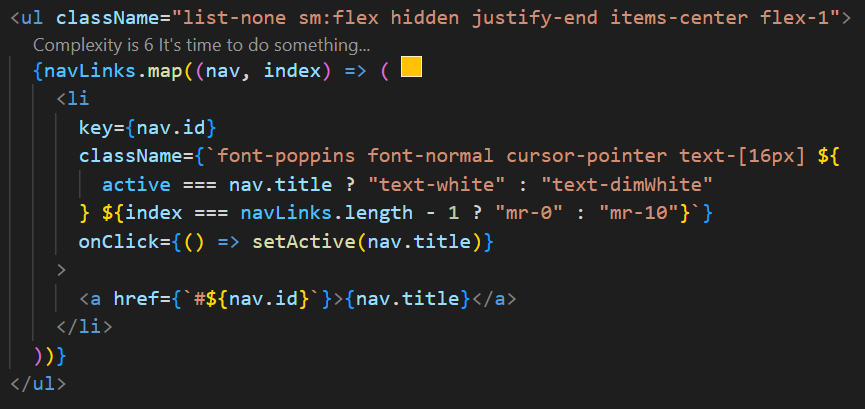 <ul className="list-none sm:flex hidden justify-end items-center flex-1">
Complexity is 6 It's time to do something...
{navLinks.map((nav, index) => (
<li
key={nav.id}
className={`font-poppins font-normal cursor-pointer text-[16px] ${
active === nav.title ? "text-white" : "text-dimWhite"
} ${index === navLinks.length - 1 ? "mr-0" : "mr-10"}`}
onClick={() => setActive(nav.title)}
>
<a href={`#${nav.id}`}>{nav.title}</a>
</li>
))}
</ul>